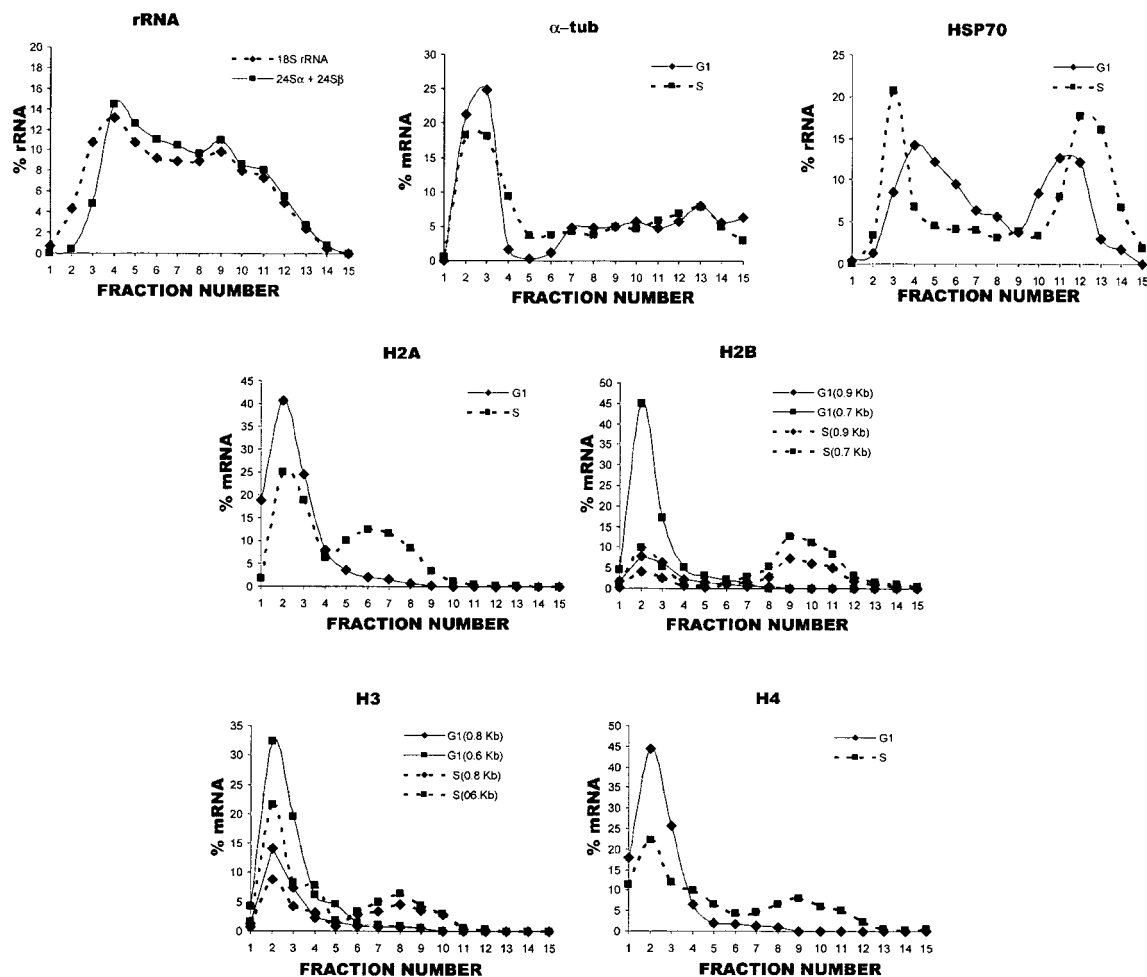 rRNA
% rRNA
20
18
16
14
12
10
8
6
4
2
0
18S rRNA
24Sα + 24Sβ
1 2 3 4 5 6 7 8 9 10 11 12 13 14 15
FRACTION NUMBER
α–tub
% mRNA
30
25
20
15
10
5
0
G1
S
1 2 3 4 5 6 7 8 9 10 11 12 13 14 15
FRACTION NUMBER
HSP70
% rRNA
25
20
15
10
5
0
G1
S
1 2 3 4 5 6 7 8 9 10 11 12 13 14 15
FRACTION NUMBER
H2A
% mRNA
45
40
35
30
25
20
15
10
5
0
G1
S
1 2 3 4 5 6 7 8 9 10 11 12 13 14 15
FRACTION NUMBER
H2B
% mRNA
50
45
40
35
30
25
20
15
10
5
0
G1(0.9 Kb)
G1(0.7 Kb)
S(0.9 Kb)
S(0.7 Kb)
1 2 3 4 5 6 7 8 9 10 11 12 13 14 15
FRACTION NUMBER
H3
% mRNA
35
30
25
20
15
10
5
0
G1(0.8 Kb)
G1(0.6 Kb)
S(0.8 Kb)
S(06 Kb)
1 2 3 4 5 6 7 8 9 10 11 12 13 14 15
FRACTION NUMBER
H4
% mRNA
50
45
40
35
30
25
20
15
10
5
0
G1
S
1 2 3 4 5 6 7 8 9 10 11 12 13 14 15
FRACTION NUMBER